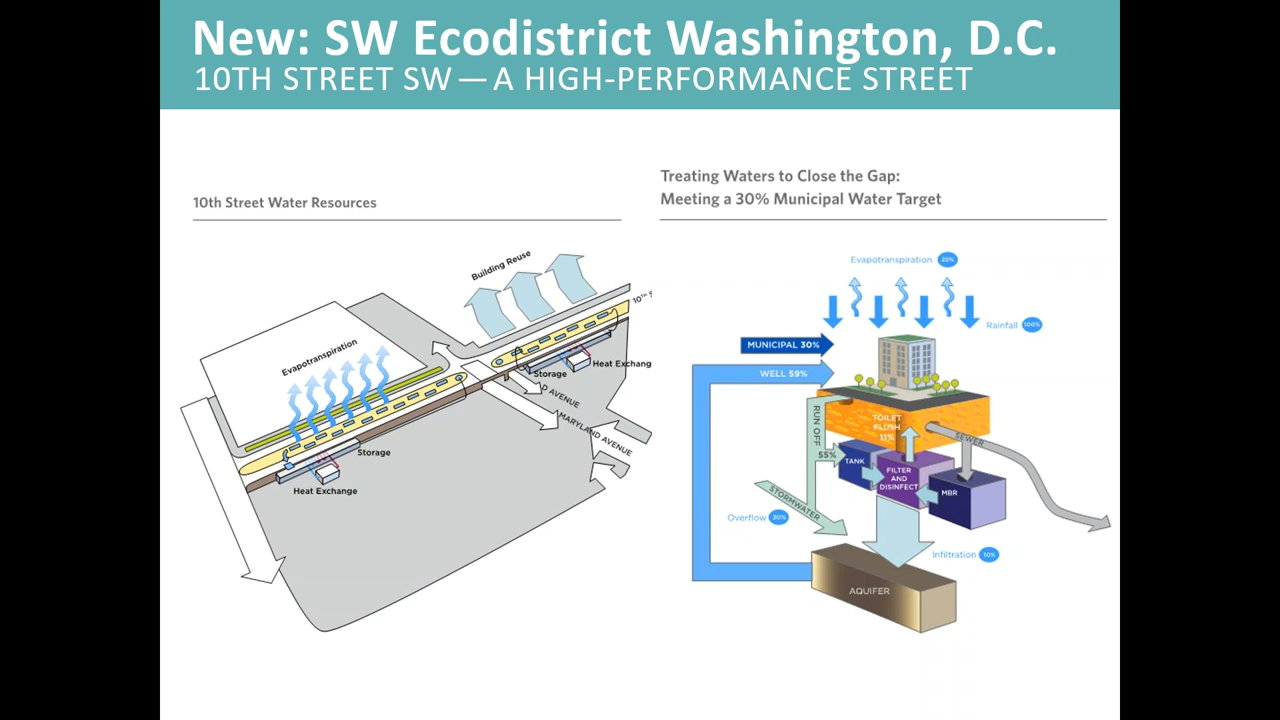 New: SW Ecodistrict Washington, D.C.
10TH STREET SW — A HIGH-PERFORMANCE STREET
10th Street Water Resources
Building Reuse
10TH S
Evapotranspiration
Heat Exchang
Storage
D AVENUE
MARYLAND AVENUE
Storage
Heat Exchange
Treating Waters to Close the Gap:
Meeting a 30% Municipal Water Target
Evapotranspiration 25%
Rainfall 100%
MUNICIPAL 30%
WELL 59%
RUN OFF
55%
TOILET
FLUSH
11%
SEWER
TANK
FILTER
AND
DISINFECT
MBR
STORMWATER
Overflow 20%
Infiltration 10%
AQUIFER